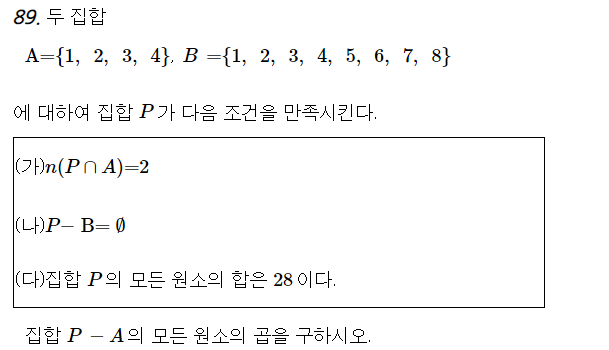 89. 두 집합
A={1, 2, 3, 4}, B={1, 2, 3, 4, 5, 6, 7, 8}
에 대하여 집합 P가 다음 조건을 만족시킨다.
(가)n(P∩A)=2
(나)P− B= ∅
(다)집합 P의 모든 원소의 합은 28이다.
집합 P − A의 모든 원소의 곱을 구하시오.